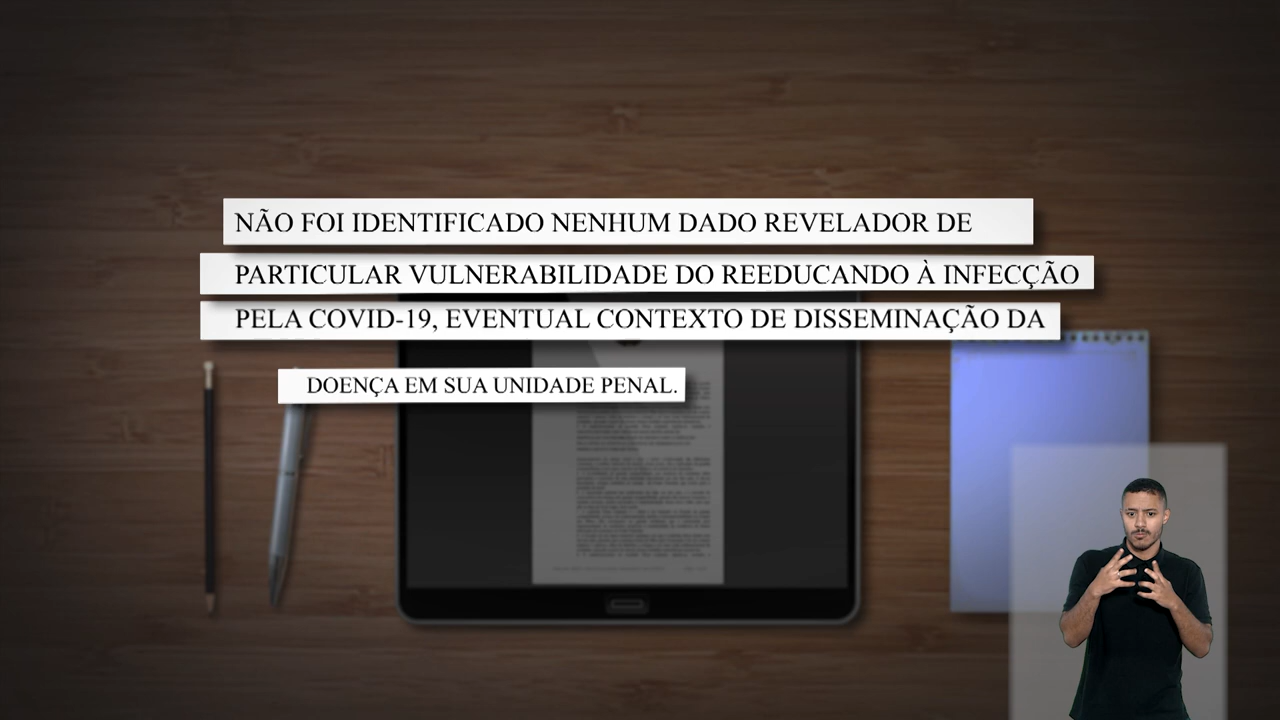 NÃO FOI IDENTIFICADO NENHUM DADO REVELADOR DE
PARTICULAR VULNERABILIDADE DO REEDUCANDO À INFECÇÃO
PELA COVID-19, EVENTUAL CONTEXTO DE DISSEMINAÇÃO DA
DOENÇA EM SUA UNIDADE PENAL.